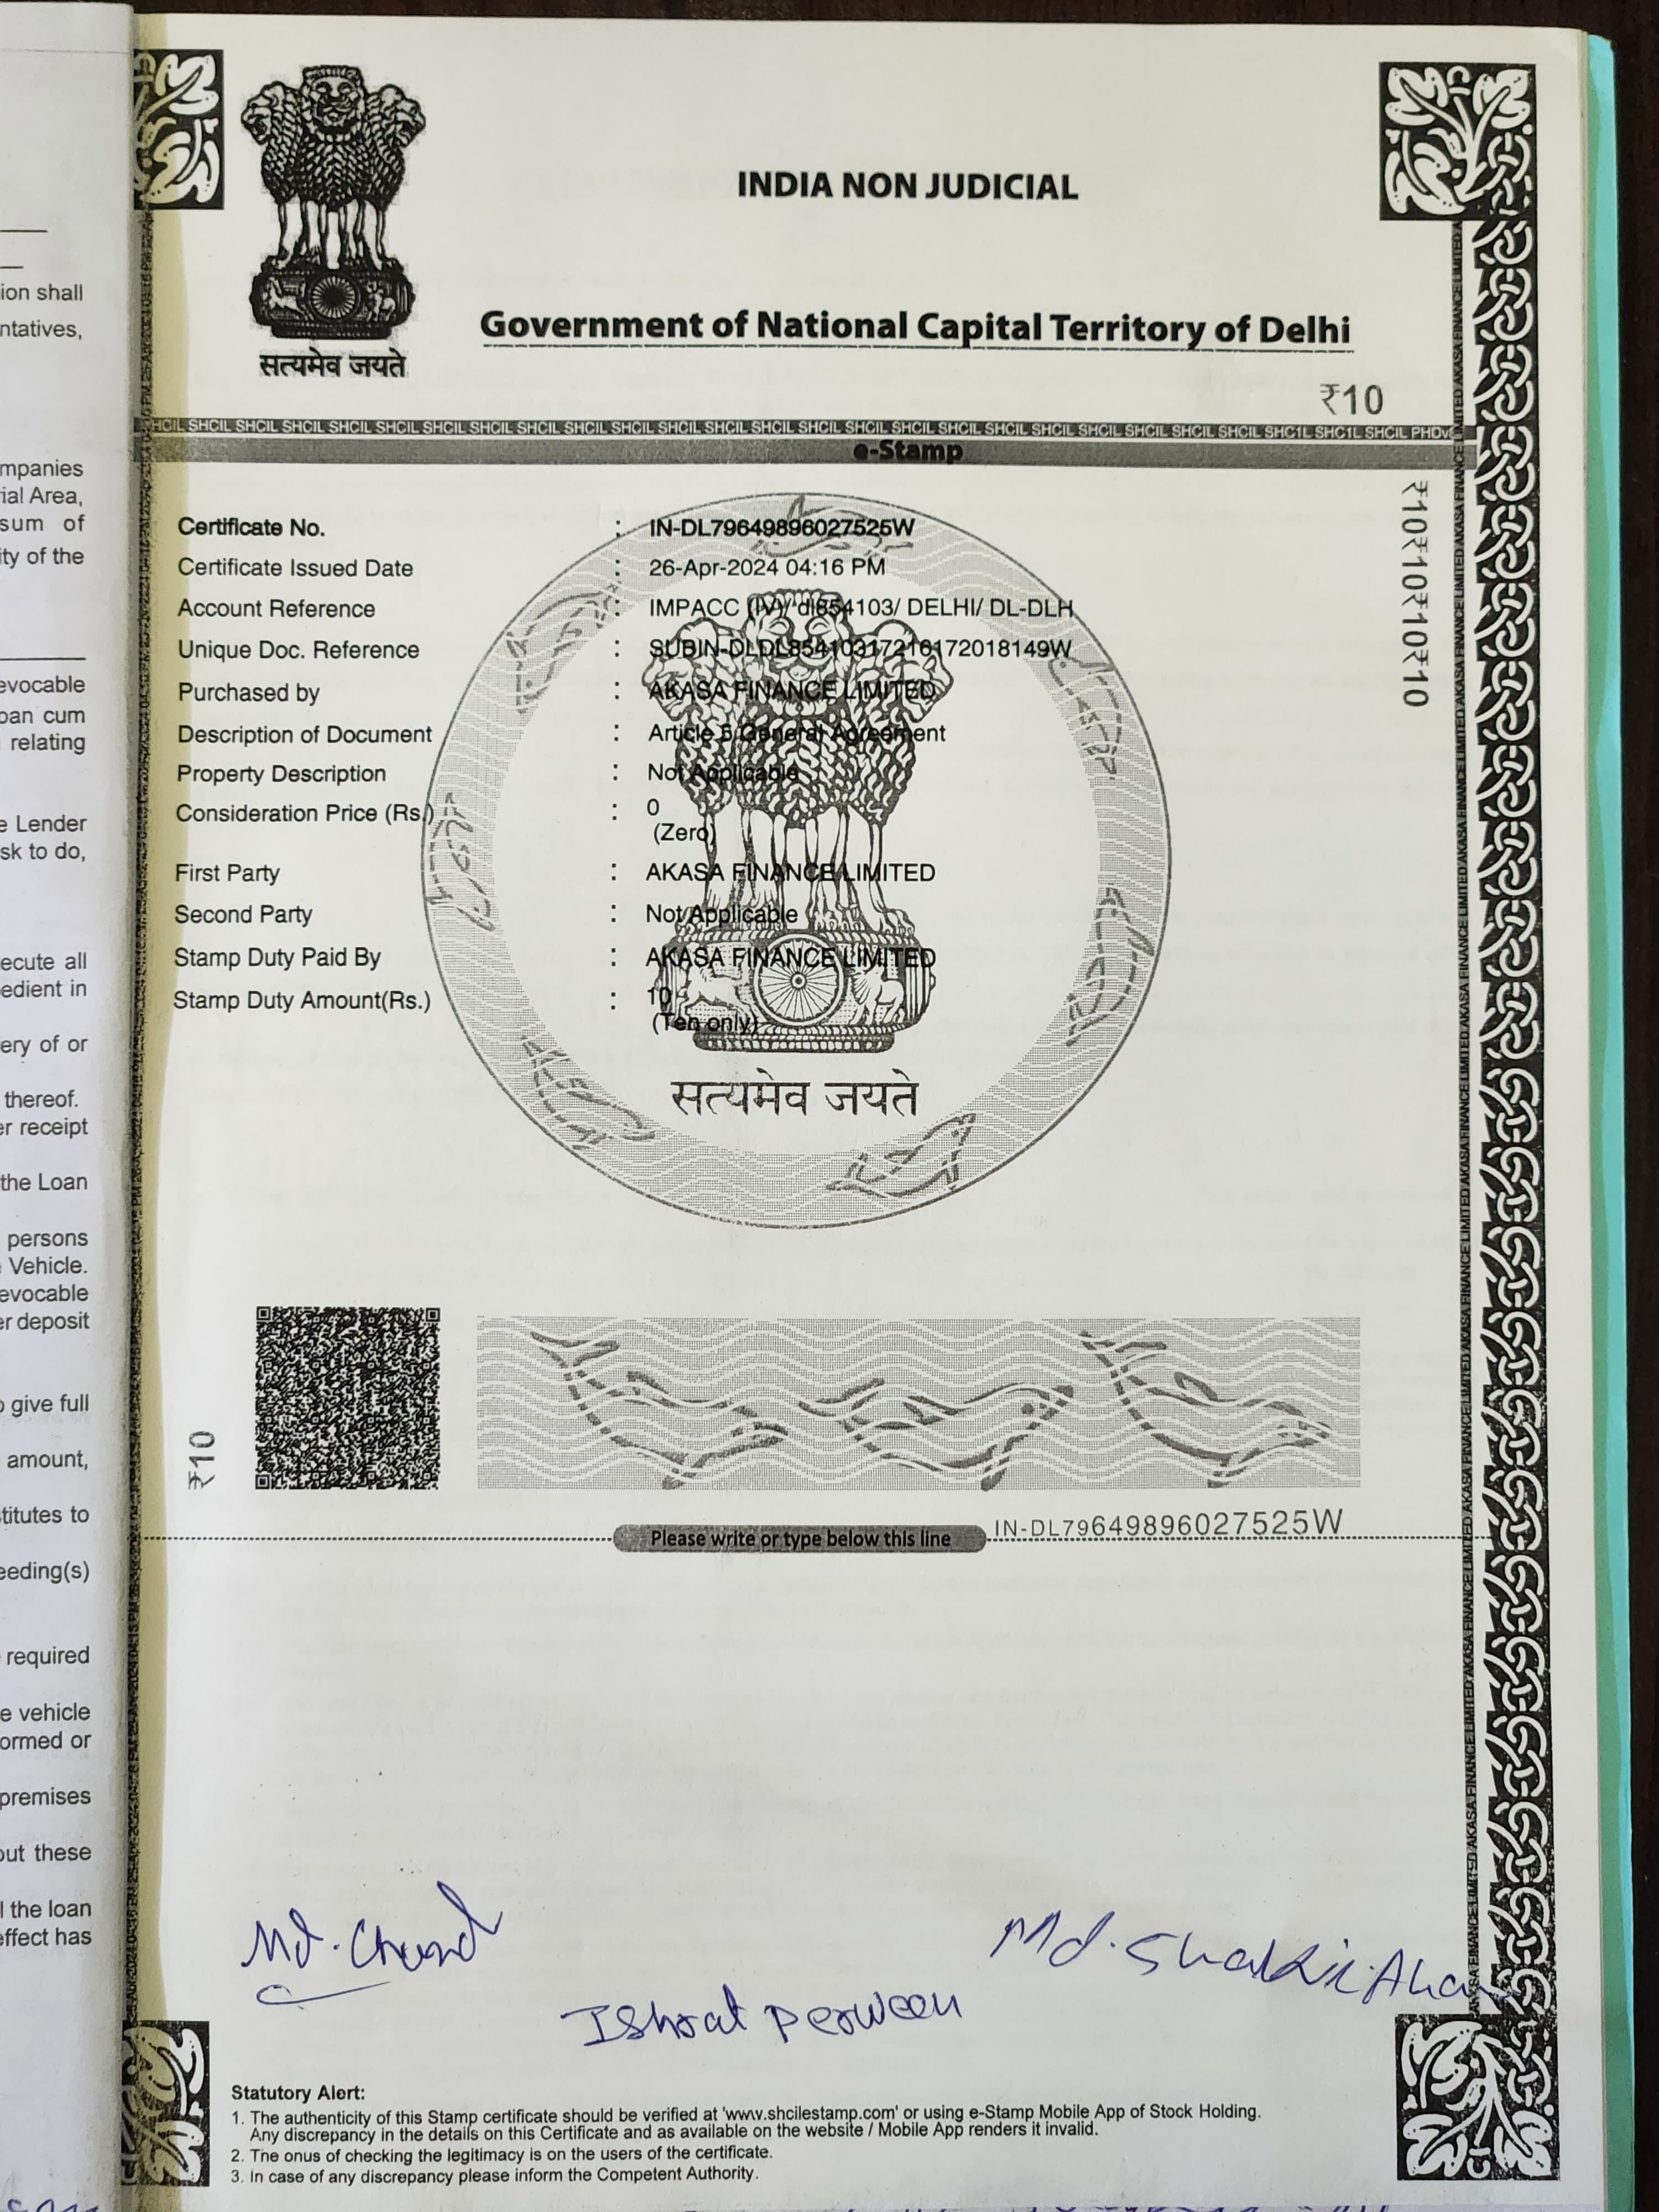 ion shall
ntatives,
mpanies
ial Area,
sum of
ity of the
evocable
oan cum
relating
e Lender
sk to do,
ecute all
edient in
ery of or
thereof.
er receipt
the Loan
persons
Vehicle.
evocable
er deposit
give full
amount,
titutes to
eeding(s)
required
e vehicle
ormed or
premises
out these
the loan
effect has
सत्यमेव जयते
INDIA NON JUDICIAL
Government of National Capital Territory of Delhi
₹10
SHCIL SHCIL SHCIL SHCIL SHCIL SHCIL SHCIL SHCIL SHCIL SHCIL SHCIL SHCIL SHCIL SHCIL SHCIL SHCIL SHCIL SHCIL SHCIL SHCIL SHCIL SHCIL SHCIL SHC1L SHC1L SHCIL
e-Stamp
Certificate No. : IN-DL79649896027525W
Certificate Issued Date : 26-Apr-2024 04:16 PM
Account Reference : IMPACC (IV)/ dl854103/ DELHI/ DL-DLH
Unique Doc. Reference : SUBIN-DLDL85410317216172018149W
Purchased by : AKASA FINANCE LIMITED
Description of Document : Article 5 General Agreement
Property Description : Not Applicable
Consideration Price (Rs.) : 0
(Zero)
First Party : AKASA FINANCE LIMITED
Second Party : Not Applicable
Stamp Duty Paid By : AKASA FINANCE LIMITED
Stamp Duty Amount(Rs.) : 10
(Ten only)
सत्यमेव जयते
₹10₹10₹10₹10₹10
₹10
Please write or type below this line
IN-DL79649896027525W
Md. Chand
Ishrat Perween
Md. Shakir
Statutory Alert:
1. The authenticity of this Stamp certificate should be verified at 'www.shcilestamp.com' or using e-Stamp Mobile App of Stock Holding.
Any discrepancy in the details on this Certificate and as available on the website / Mobile App renders it invalid.
2. The onus of checking the legitimacy is on the users of the certificate.
3. In case of any discrepancy please inform the Competent Authority.